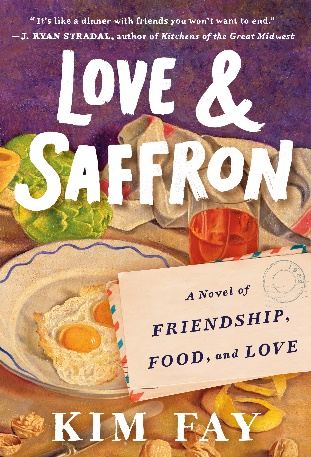 "It's like a dinner with friends you won't want to end."
—J. RYAN STRADAL, author of Kitchens of the Great Midwest
LOVE &
SAFFRON
A Novel of
FRIENDSHIP,
FOOD, and LOVE
KIM FAY